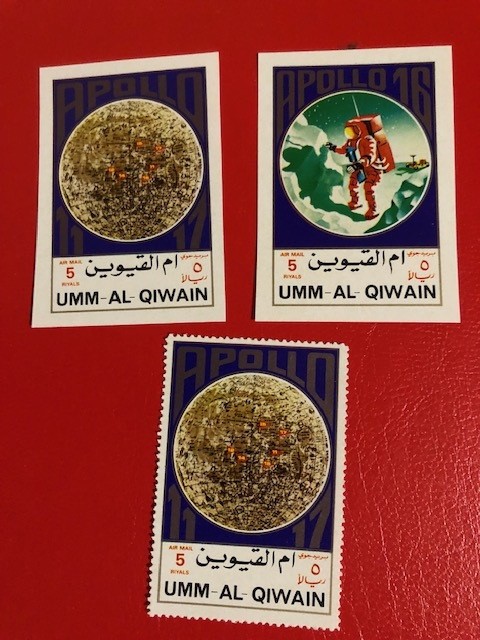 APOLLO
11 17
AIR MAIL
5
RIYALS
ام القيوين
بريد جوي
٥
ريالاً
UMM-AL-QIWAIN
APOLLO 16
AIR MAIL
5
RIYALS
ام القيوين
بريد جوي
٥
ريالاً
UMM-AL-QIWAIN
APOLLO
11 17
AIR MAIL
5
RIYALS
ام القيوين
بريد جوي
٥
ريالاً
UMM-AL-QIWAIN